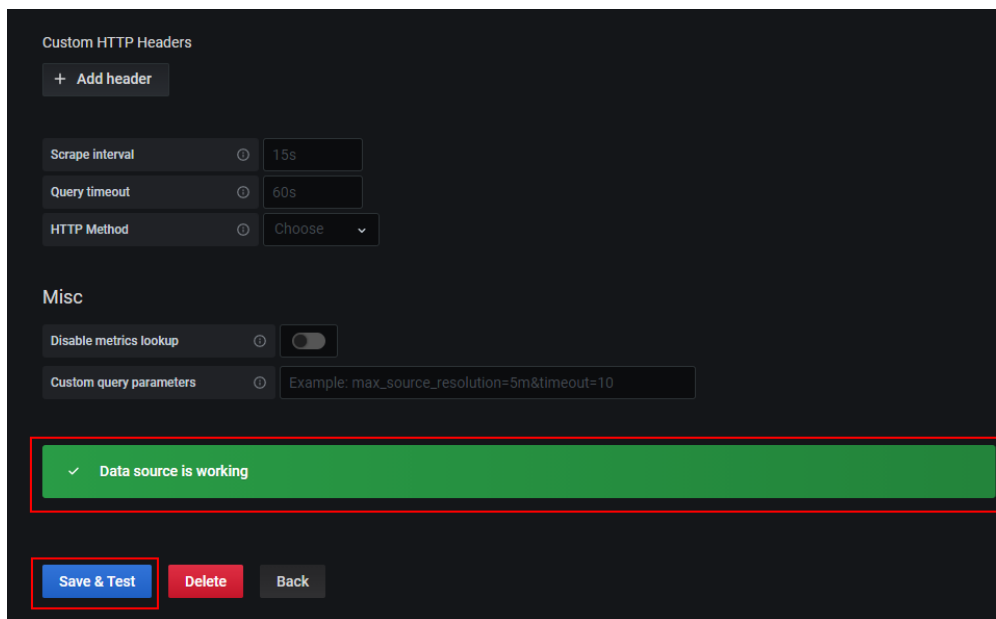 Custom HTTP Headers
+ Add header
Scrape interval 15s
Query timeout 60s
HTTP Method Choose
Misc
Disable metrics lookup
Custom query parameters Example: max_source_resolution=5m&timeout=10
Data source is working
Save & Test Delete Back